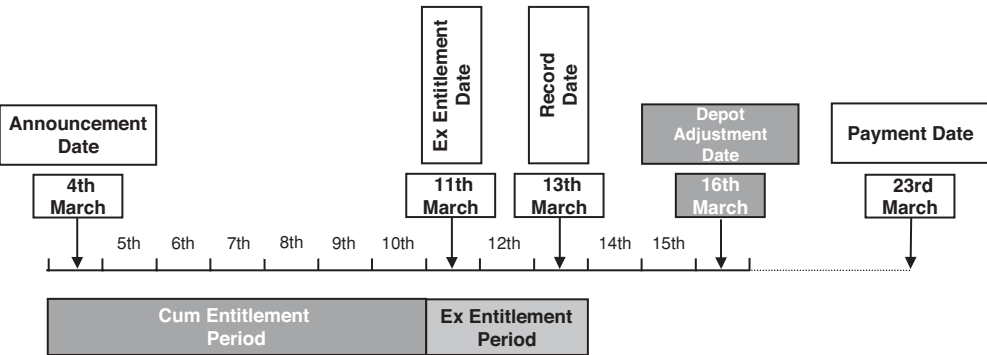 Announcement
Date
Ex Entitlement
Date
Record
Date
Depot
Adjustment
Date
Payment Date
4th
March
11th
March
13th
March
16th
March
23rd
March
5th
6th
7th
8th
9th
10th
12th
14th
15th
Cum Entitlement
Period
Ex Entitlement
Period